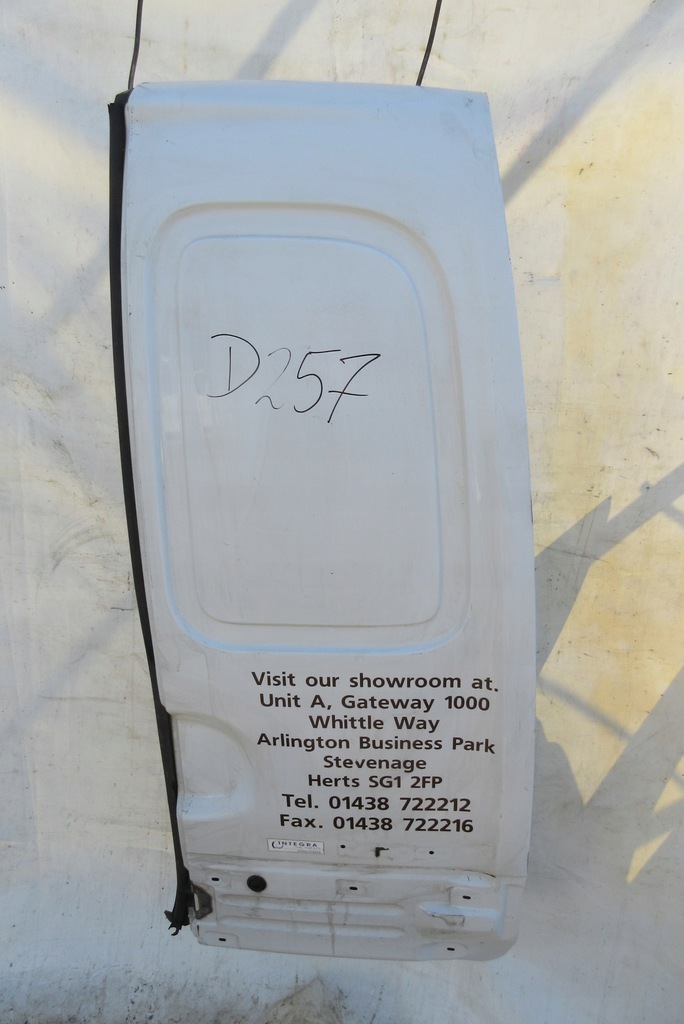 D257
Visit our showroom at.
Unit A, Gateway 1000
Whittle Way
Arlington Business Park
Stevenage
Herts SG1 2FP
Tel. 01438 722212
Fax. 01438 722216
INTEGRA